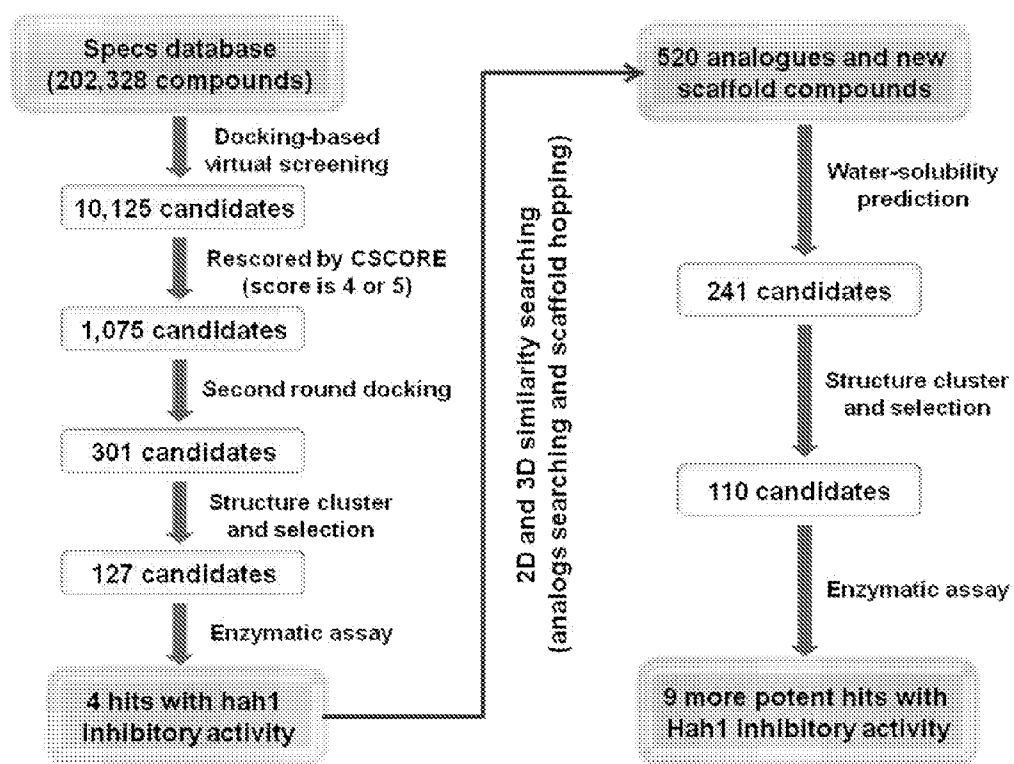 Specs database
(202,328 compounds)
Docking-based
virtual screening
10,125 candidates
Rescored by CSCORE
(score is 4 or 5)
1,075 candidates
Second round docking
301 candidates
Structure cluster
and selection
127 candidates
Enzymatic assay
4 hits with hah1
inhibitory activity
2D and 3D similarity searching
(analogs searching and scaffold hopping)
520 analogues and new
scaffold compounds
Water-solubility
prediction
241 candidates
Structure cluster
and selection
110 candidates
Enzymatic assay
9 more potent hits with
Hah1 inhibitory activity